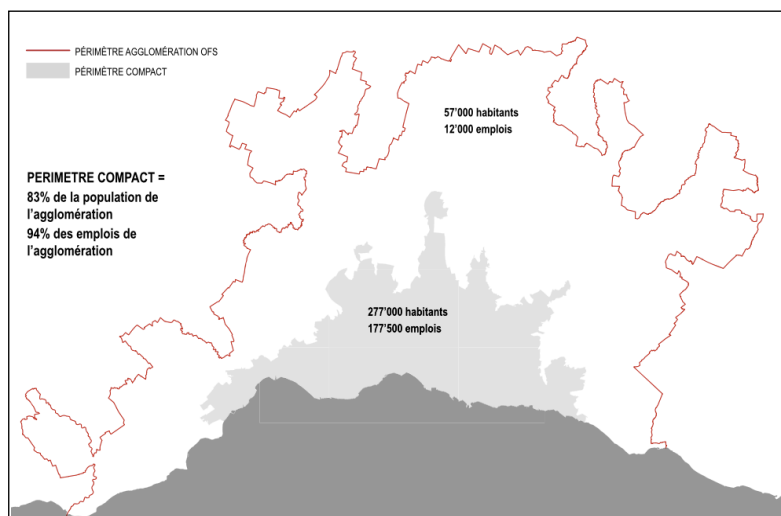 PÉRIMÈTRE AGGLOMÉRATION OFS
PÉRIMÈTRE COMPACT
57'000 habitants
12'000 emplois
PERIMETRE COMPACT =
83% de la population de
l'agglomération
94% des emplois de
l'agglomération
277'000 habitants
177'500 emplois